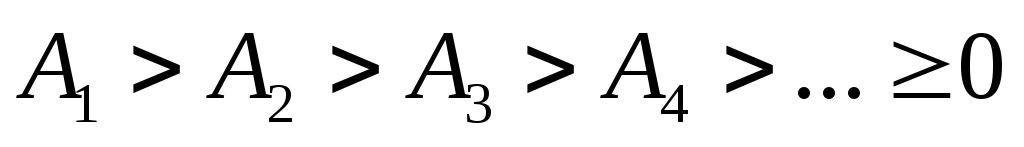 A₁ > A₂ > A₃ > A₄ > ... ≥0